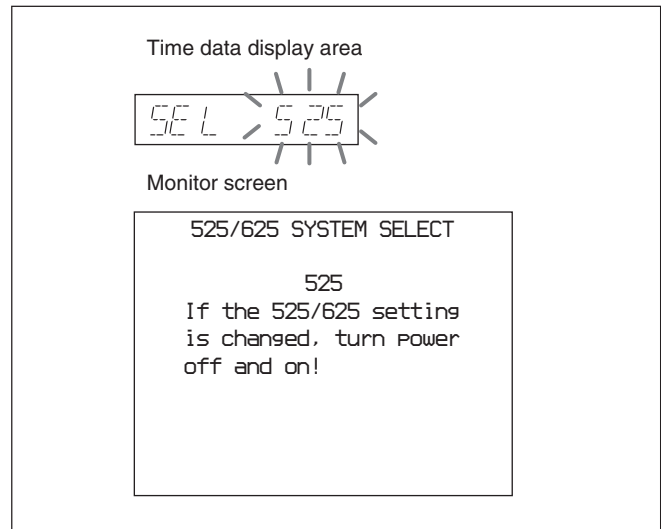 Time data display area
SEL 525
Monitor screen
525/625 SYSTEM SELECT
525
If the 525/625 setting
is changed, turn power
off and on!